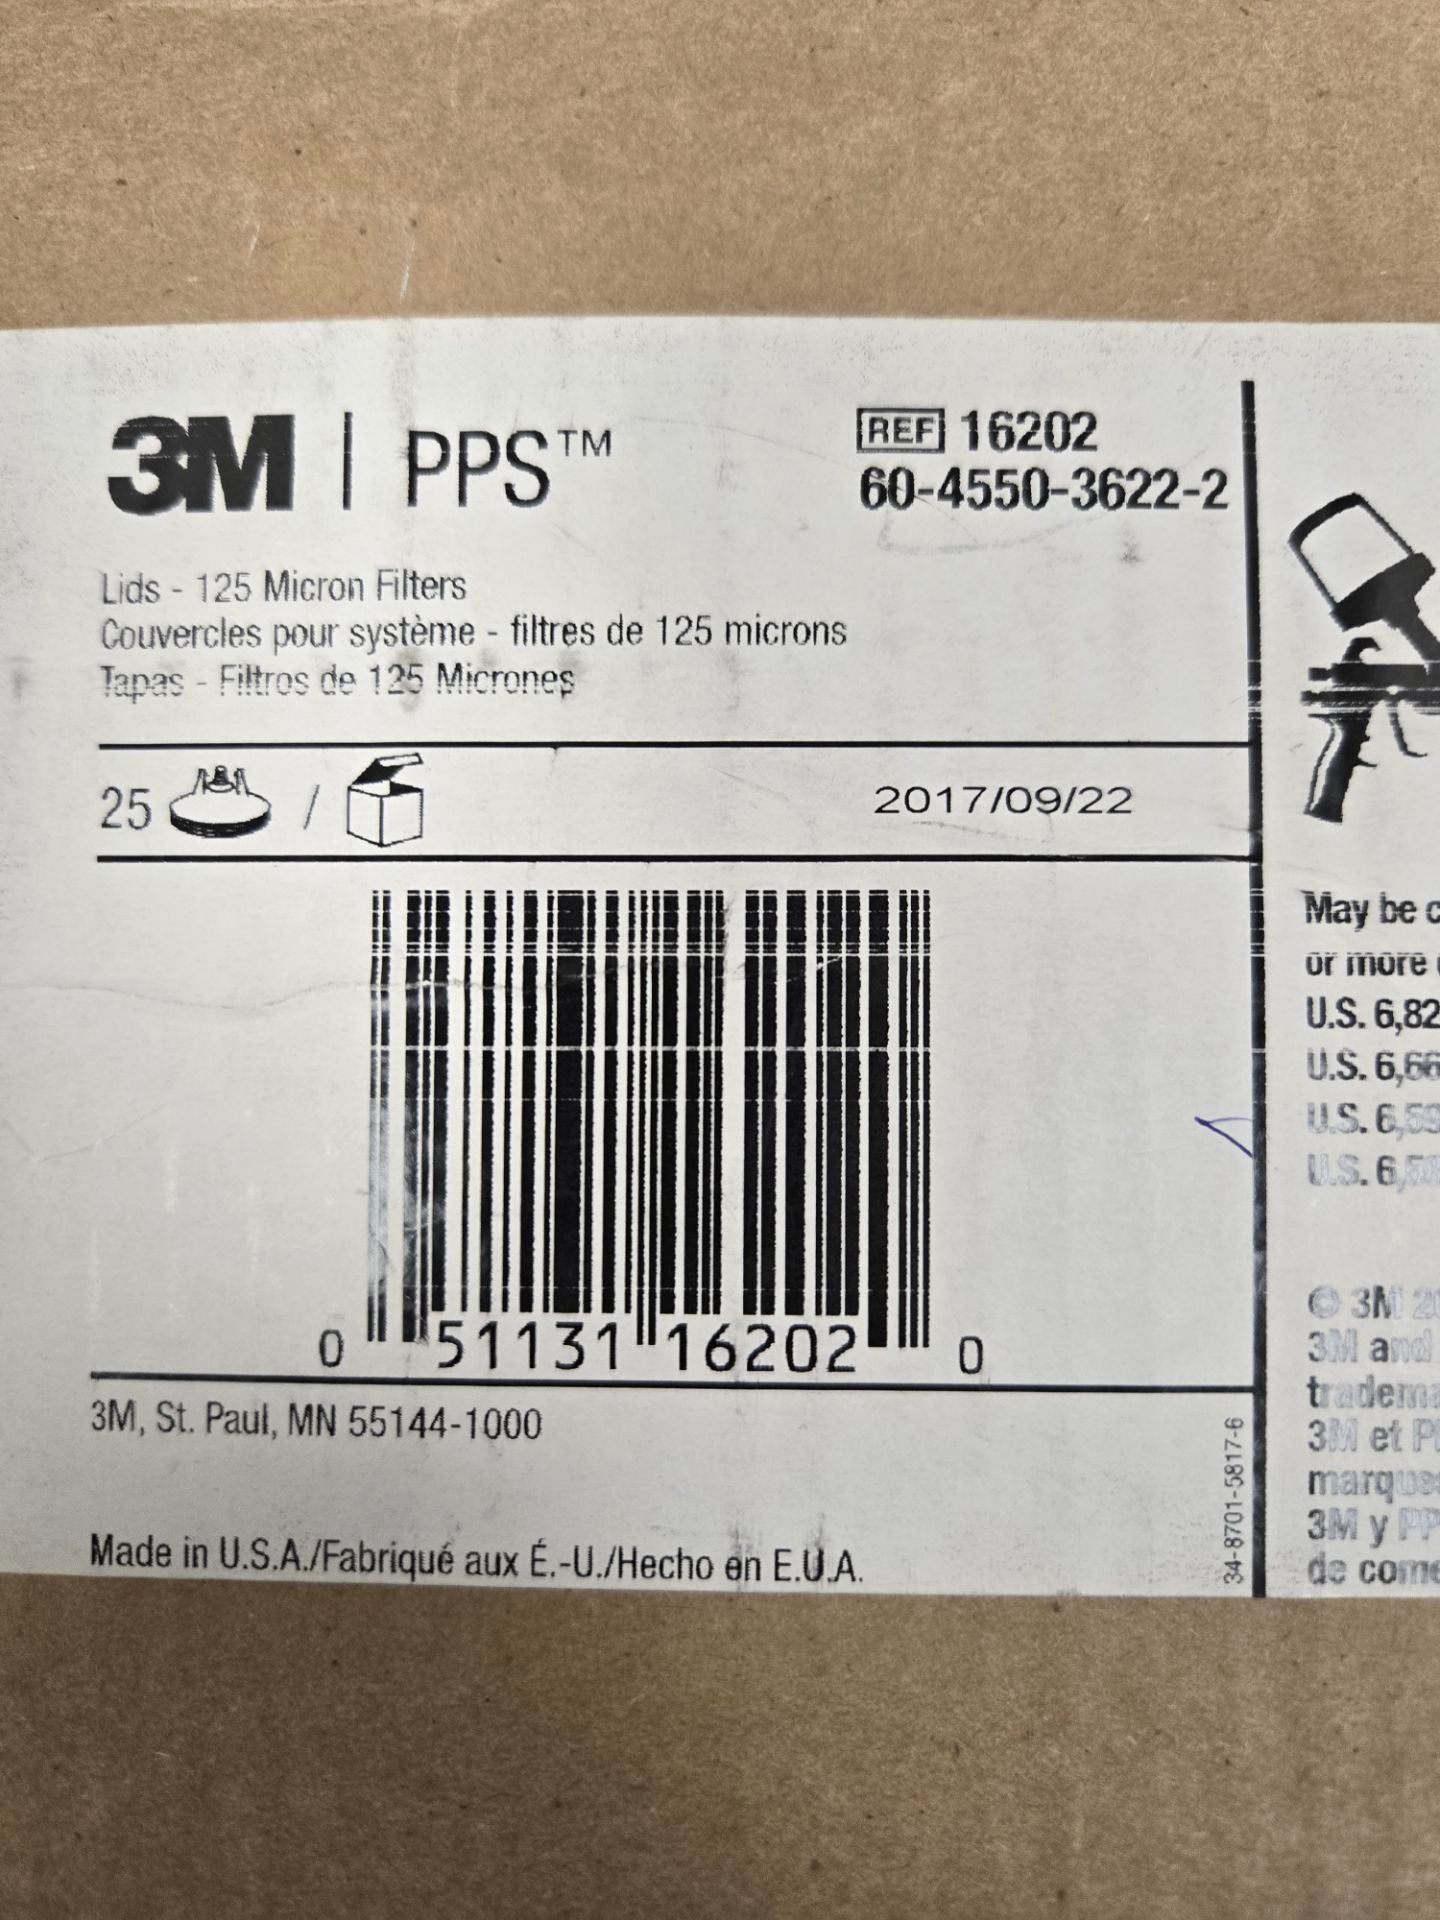 3M | PPS™
REF 16202
60-4550-3622-2
Lids - 125 Micron Filters
Couvercles pour système - filtres de 125 microns
Tapas - Filtros de 125 Micrones
25 /
2017/09/22
0 51131 16202 0
3M, St. Paul, MN 55144-1000
Made in U.S.A./Fabriqué aux É.-U./Hecho en E.U.A.
34-8701-5817-6
May be
or more
U.S. 6,82
U.S. 6,66
U.S. 6,59
U.S. 6,58
© 3M 20
3M and
3M et
3M y PP
de